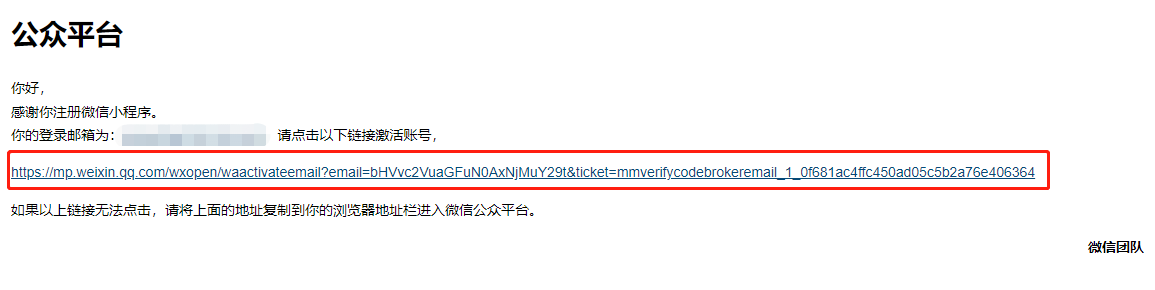 公众平台
你好，
感谢你注册微信小程序。
你的登录邮箱为： 请点击以下链接激活账号，
https://mp.weixin.qq.com/wxopen/waactivateemail?email=bHVvc2VuaGFuN0AxNjMuY29t&ticket=mmverifycodebrokeremail_1_0f681ac4ffc450ad05c5b2a76e406364
如果以上链接无法点击，请将上面的地址复制到你的浏览器地址栏进入微信公众平台。
微信团队